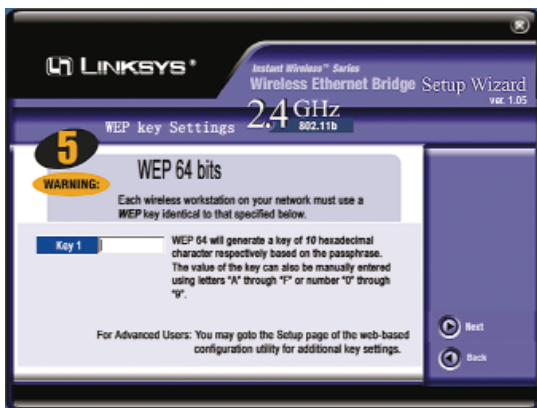 LINKSYS®
Instant Wireless™ Series
Wireless Ethernet Bridge Setup Wizard
ver. 1.05
2.4 GHz
802.11b
WEP key Settings
5
WARNING:
WEP 64 bits
Each wireless workstation on your network must use a
WEP key identical to that specified below.
Key 1
WEP 64 will generate a key of 10 hexadecimal
character respectively based on the passphrase.
The value of the key can also be manually entered
using letters "A" through "F" or number "0" through
"9".
For Advanced Users: You may goto the Setup page of the web-based
configuration utility for additional key settings.
Next
Back